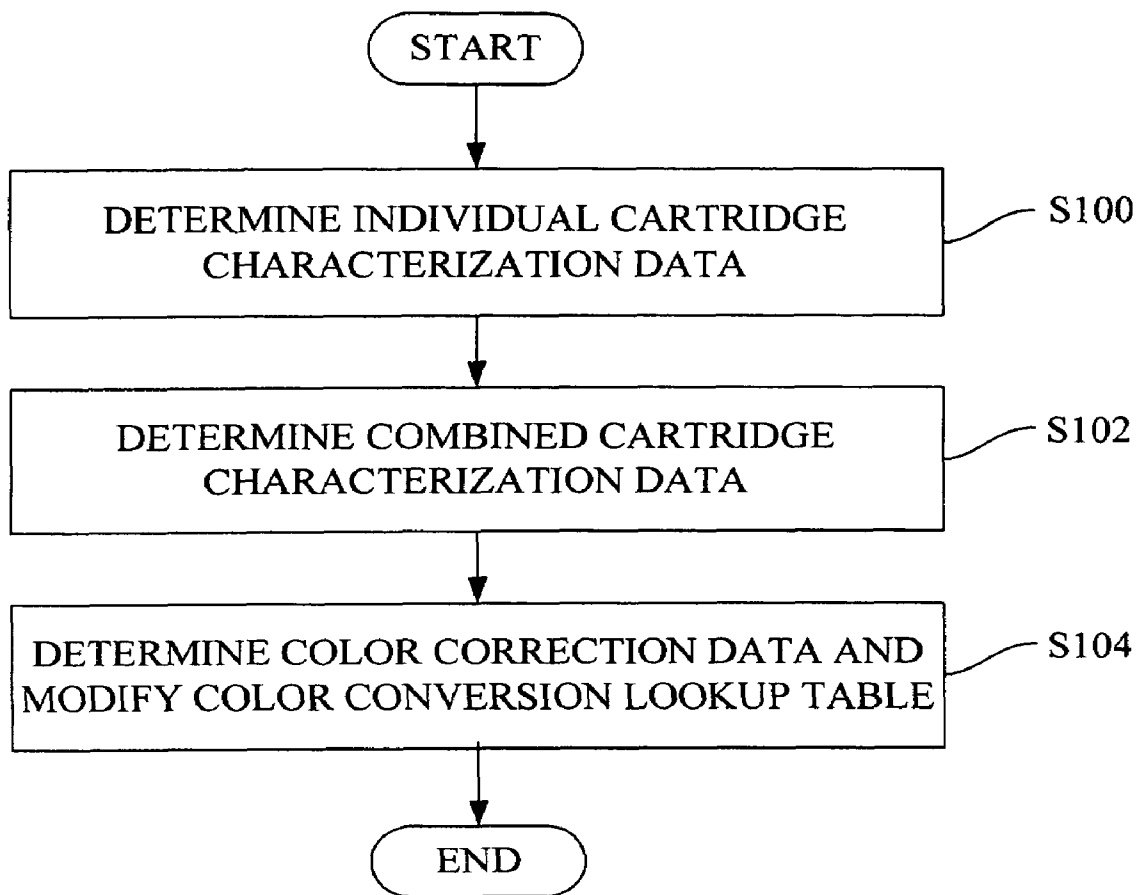 START
DETERMINE INDIVIDUAL CARTRIDGE
CHARACTERIZATION DATA
S100
DETERMINE COMBINED CARTRIDGE
CHARACTERIZATION DATA
S102
DETERMINE COLOR CORRECTION DATA AND
MODIFY COLOR CONVERSION LOOKUP TABLE
S104
END